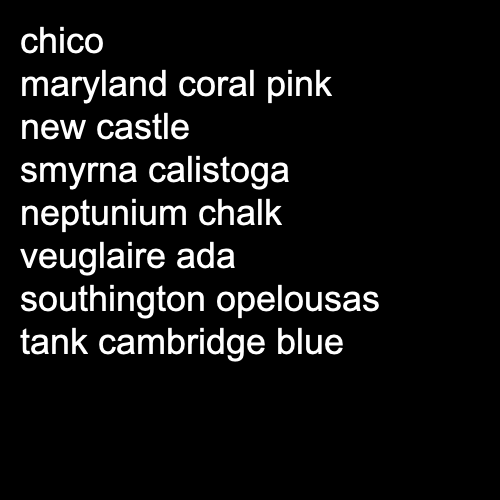 chico
maryland coral pink
new castle
smyrna calistoga
neptunium chalk
veuglaire ada
southington opelousas
tank cambridge blue